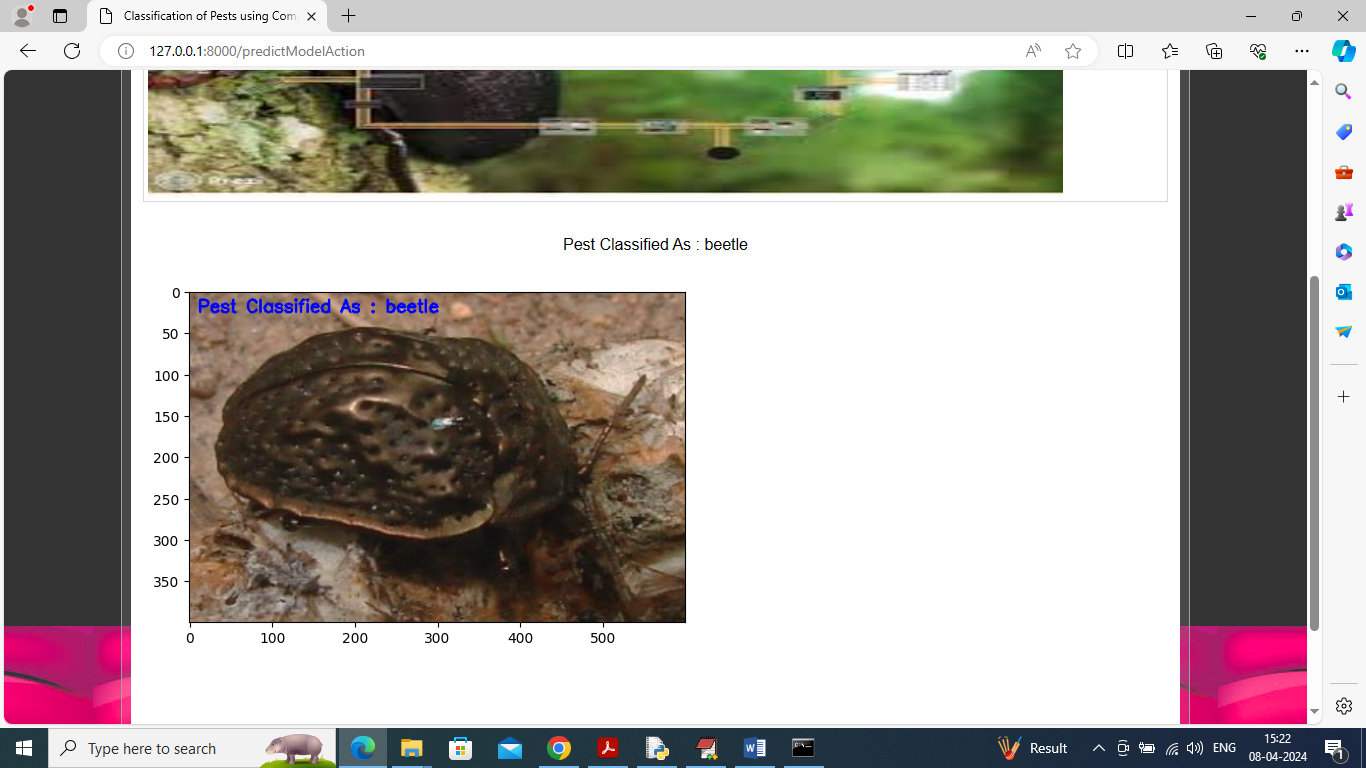 Classification of Pests using Com
127.0.0.1:8000/predictModelAction
Pest Classified As : beetle
Pest Classified As : beetle
0
50
100
150
200
250
300
350
0 100 200 300 400 500
Type here to search
Result
ENG
15:22
08-04-2024
1